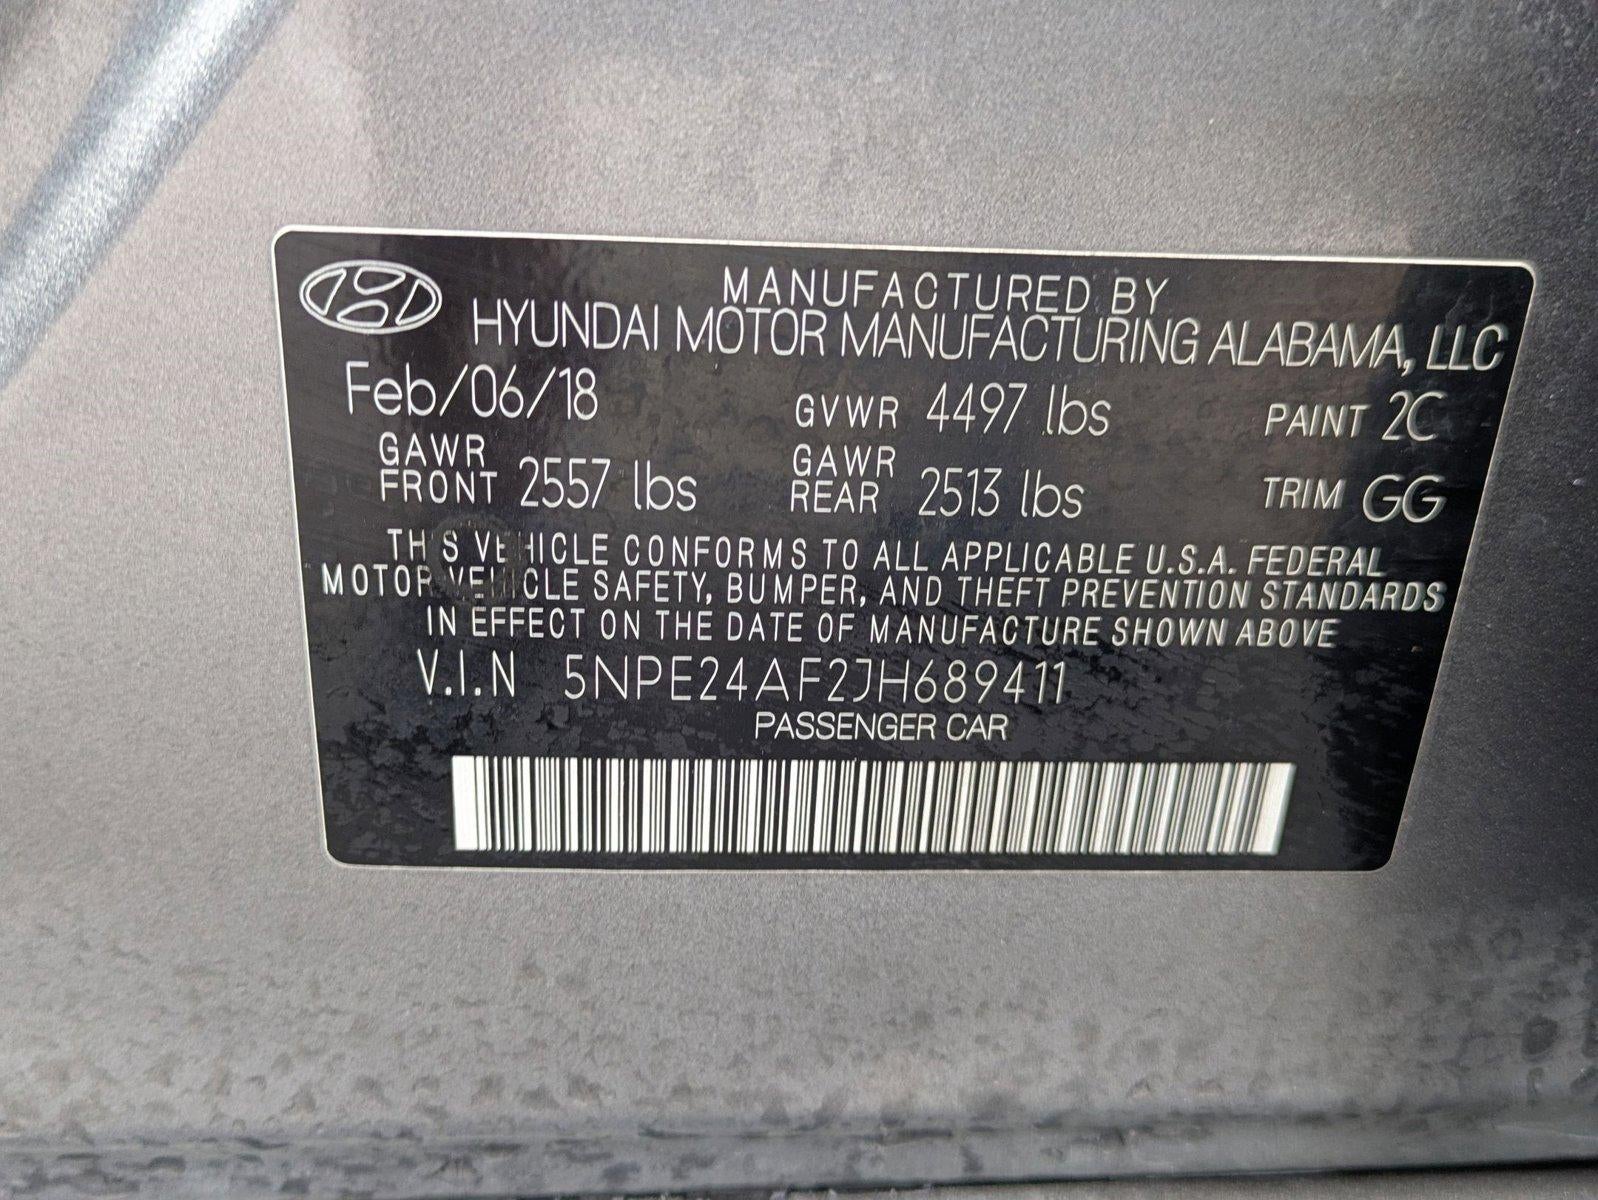 MANUFACTURED BY
HYUNDAI MOTOR MANUFACTURING ALABAMA, LLC
Feb/06/18 GVWR 4497 lbs PAINT 2C
GAWR FRONT 2557 lbs GAWR REAR 2513 lbs TRIM GG
THIS VEHICLE CONFORMS TO ALL APPLICABLE U.S.A. FEDERAL
MOTOR VEHICLE SAFETY, BUMPER, AND THEFT PREVENTION STANDARDS
IN EFFECT ON THE DATE OF MANUFACTURE SHOWN ABOVE
V.I.N 5NPE24AF2JH689411
PASSENGER CAR